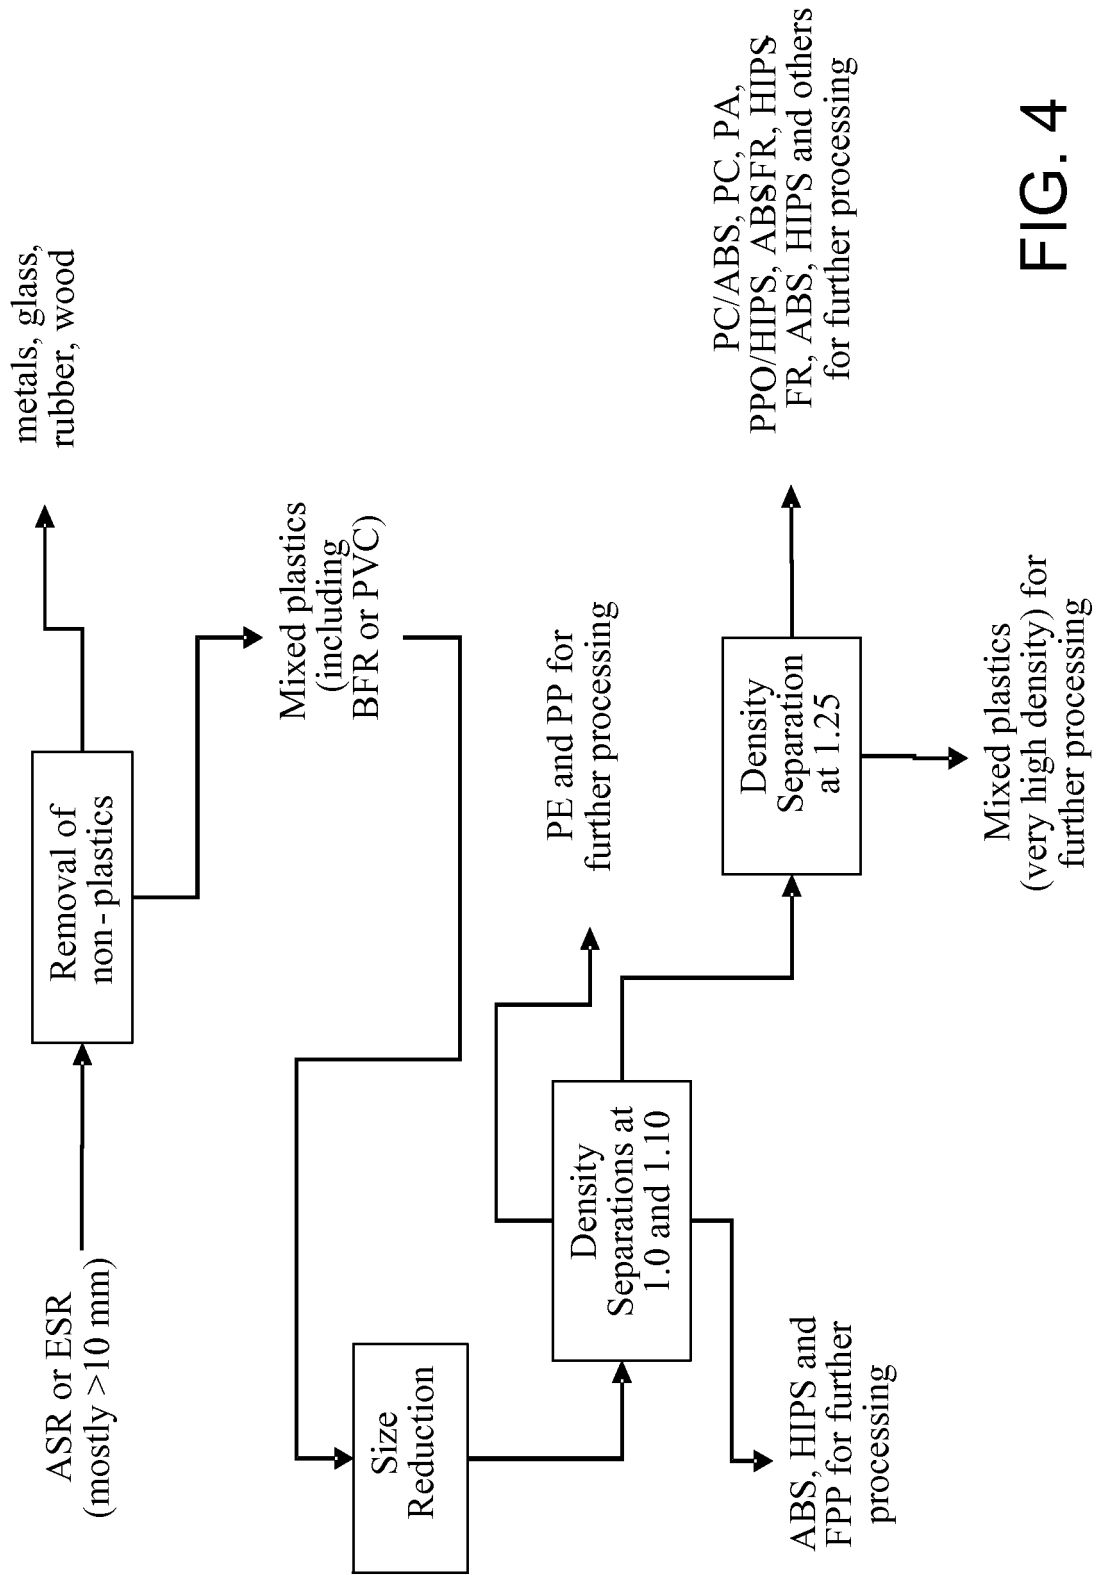 ASR or ESR
(mostly >10 mm)
Removal of
non-plastics
metals, glass,
rubber, wood
Mixed plastics
(including
BFR or PVC)
Size
Reduction
Density
Separations at
1.0 and 1.10
PE and PP for
further processing
ABS, HIPS and
FPP for further
processing
Density
Separation
at 1.25
PC/ABS, PC, PA,
PPO/HIPS, ABSFR, HIPS
FR, ABS, HIPS and others
for further processing
Mixed plastics
(very high density) for
further processing
FIG. 4